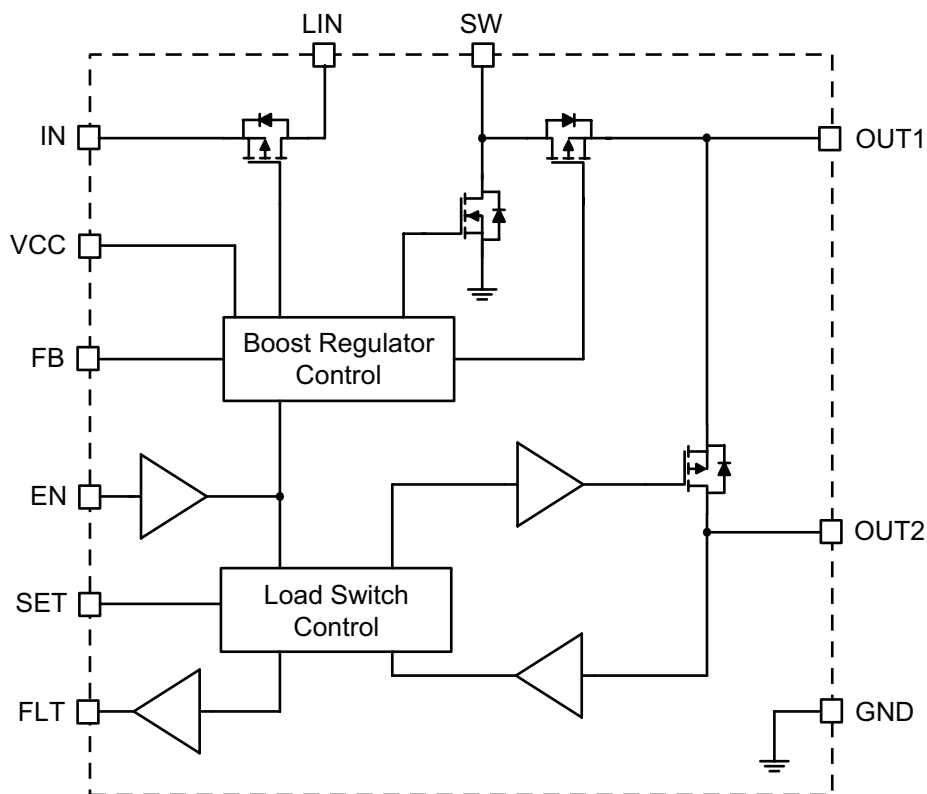 LIN
SW
IN
OUT1
VCC
Boost Regulator
Control
FB
EN
OUT2
SET
Load Switch
Control
FLT
GND